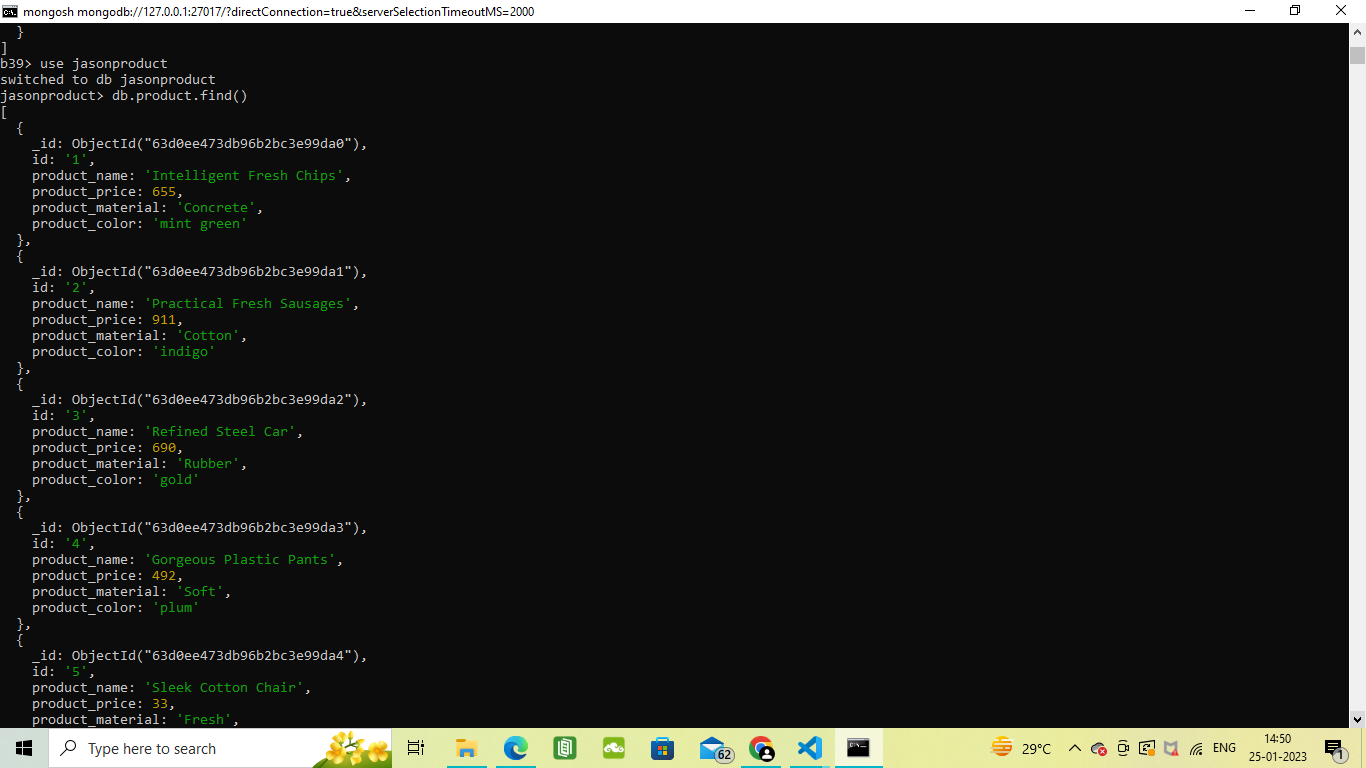 mongosh mongodb://127.0.0.1:27017/?directConnection=true&serverSelectionTimeoutMS=2000
}
]
b39> use jasonproduct
switched to db jasonproduct
jasonproduct> db.product.find()
[
{
_id: ObjectId("63d0ee473db96b2bc3e99da0"),
id: '1',
product_name: 'Intelligent Fresh Chips',
product_price: 655,
product_material: 'Concrete',
product_color: 'mint green'
},
{
_id: ObjectId("63d0ee473db96b2bc3e99da1"),
id: '2',
product_name: 'Practical Fresh Sausages',
product_price: 911,
product_material: 'Cotton',
product_color: 'indigo'
},
{
_id: ObjectId("63d0ee473db96b2bc3e99da2"),
id: '3',
product_name: 'Refined Steel Car',
product_price: 690,
product_material: 'Rubber',
product_color: 'gold'
},
{
_id: ObjectId("63d0ee473db96b2bc3e99da3"),
id: '4',
product_name: 'Gorgeous Plastic Pants',
product_price: 492,
product_material: 'Soft',
product_color: 'plum'
},
{
_id: ObjectId("63d0ee473db96b2bc3e99da4"),
id: '5',
product_name: 'Sleek Cotton Chair',
product_price: 33,
product_material: 'Fresh',
Type here to search
62
29°C
ENG
14:50
25-01-2023
1